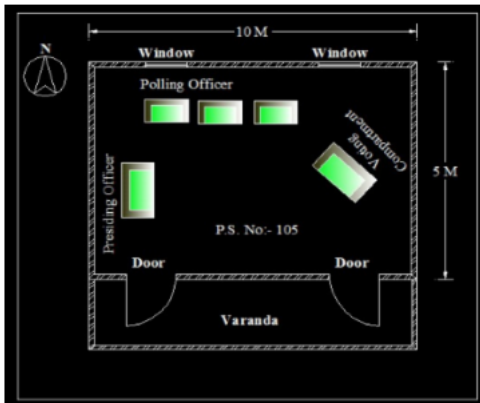 10 M
N
Window
Window
Polling Officer
Voting
Compartment
5 M
Presiding Officer
P.S. No:- 105
Door
Door
Varanda